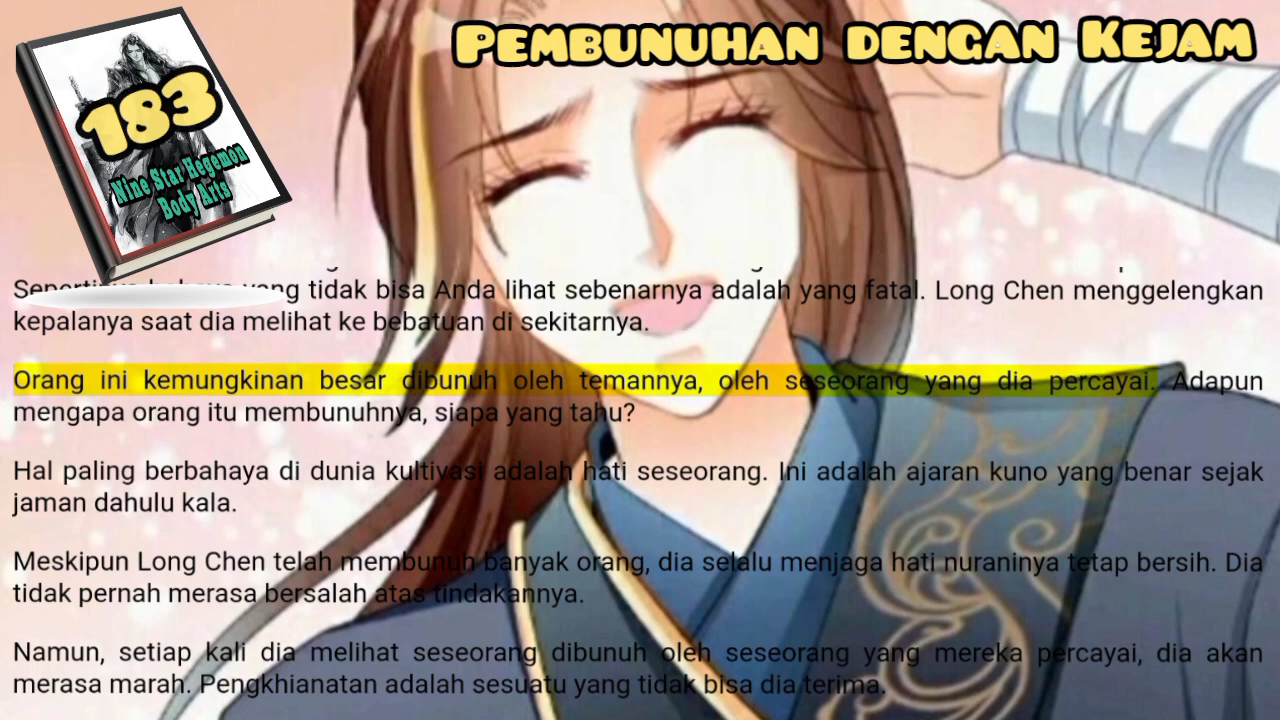 PEMBUNUHAN DENGAN KEJAM
183
Nine Star Hegemon
Body Arts
yang tidak bisa Anda lihat sebenarnya adalah yang fatal. Long Chen menggelengkan
kepalanya saat dia melihat ke bebatuan di sekitarnya.
Orang ini kemungkinan besar dibunuh oleh temannya, oleh seseorang yang dia percayai. Adapun
mengapa orang itu membunuhnya, siapa yang tahu?
Hal paling berbahaya di dunia kultivasi adalah hati seseorang. Ini adalah ajaran kuno yang benar sejak
jaman dahulu kala.
Meskipun Long Chen telah membunuh banyak orang, dia selalu menjaga hati nuraninya tetap bersih. Dia
tidak pernah merasa bersalah atas tindakannya.
Namun, setiap kali dia melihat seseorang dibunuh oleh seseorang yang mereka percayai, dia akan
merasa marah. Pengkhianatan adalah sesuatu yang tidak bisa dia terima.